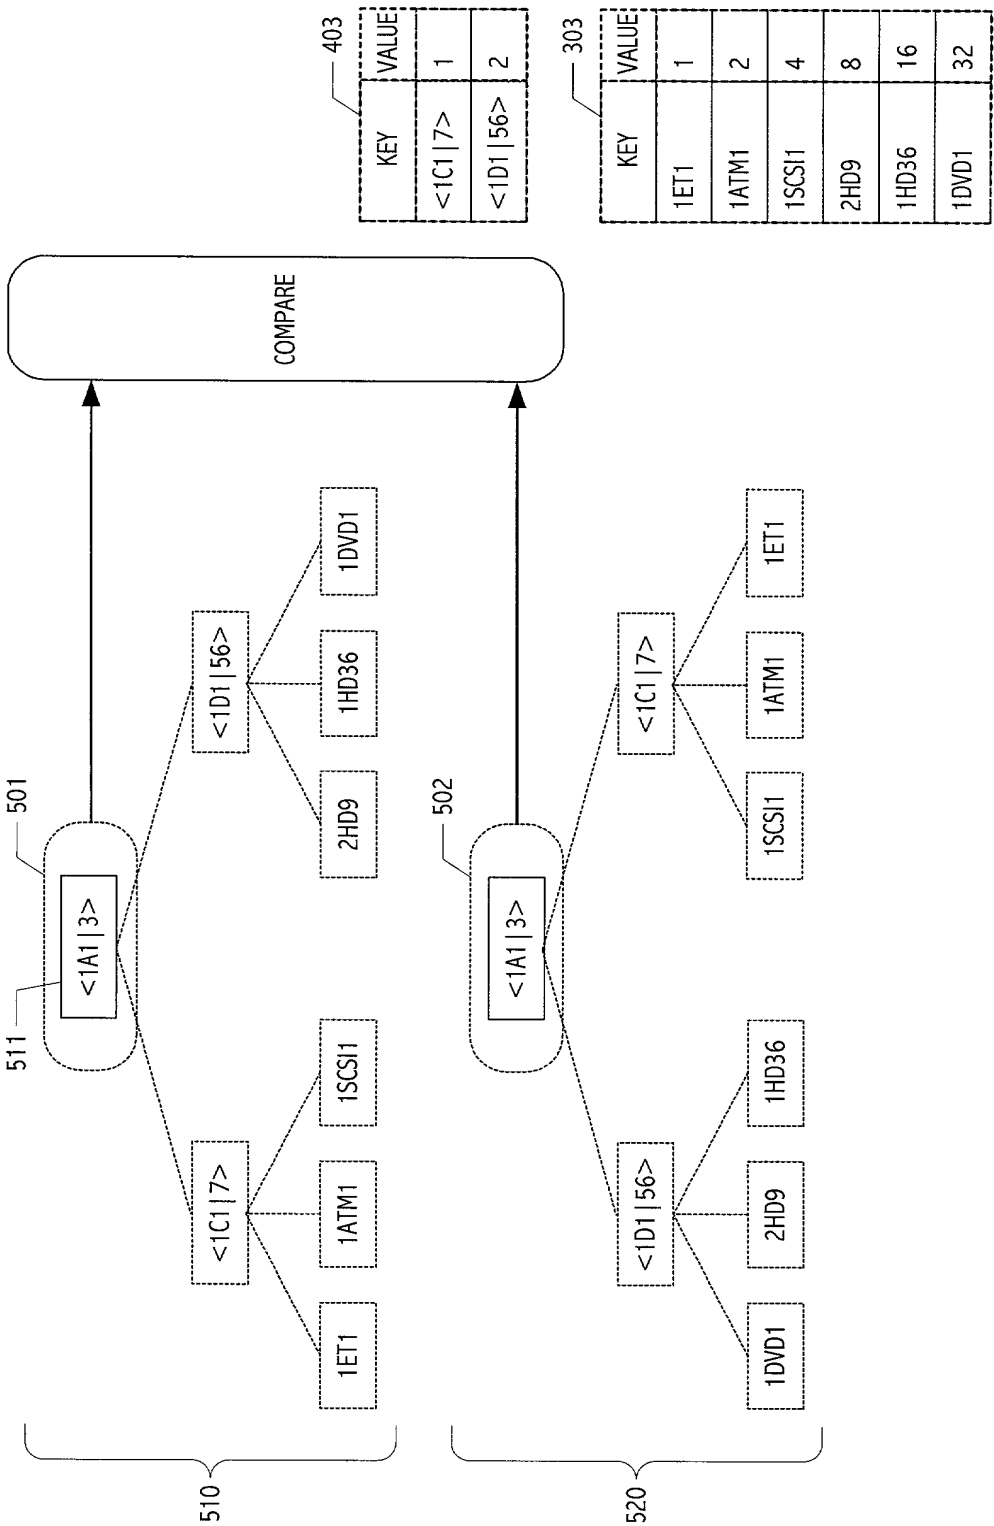 510
511
501
<1A1|3>
<1C1|7>
<1D1|56>
1ET1
1ATM1
1SCSI1
2HD9
1HD36
1DVD1
520
502
<1A1|3>
<1D1|56>
<1C1|7>
1DVD1
2HD9
1HD36
1SCSI1
1ATM1
1ET1
COMPARE
403
KEY VALUE
<1C1|7> 1
<1D1|56> 2
303
KEY VALUE
1ET1 1
1ATM1 2
1SCSI1 4
2HD9 8
1HD36 16
1DVD1 32